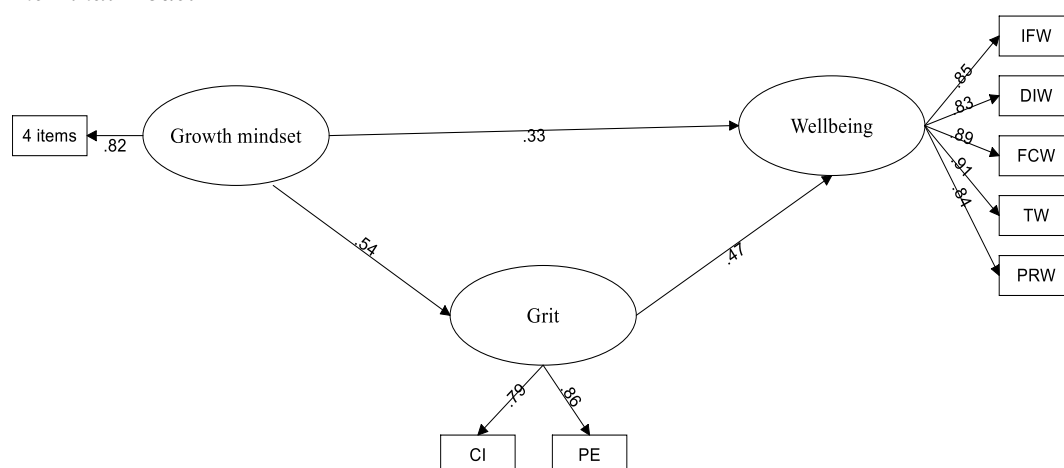 IFW
.85
DIW
.83
Growth mindset
Wellbeing
4 items
.82
.33
.89
FCW
.91
TW
.84
PRW
.54
.47
Grit
.79
.86
CI
PE